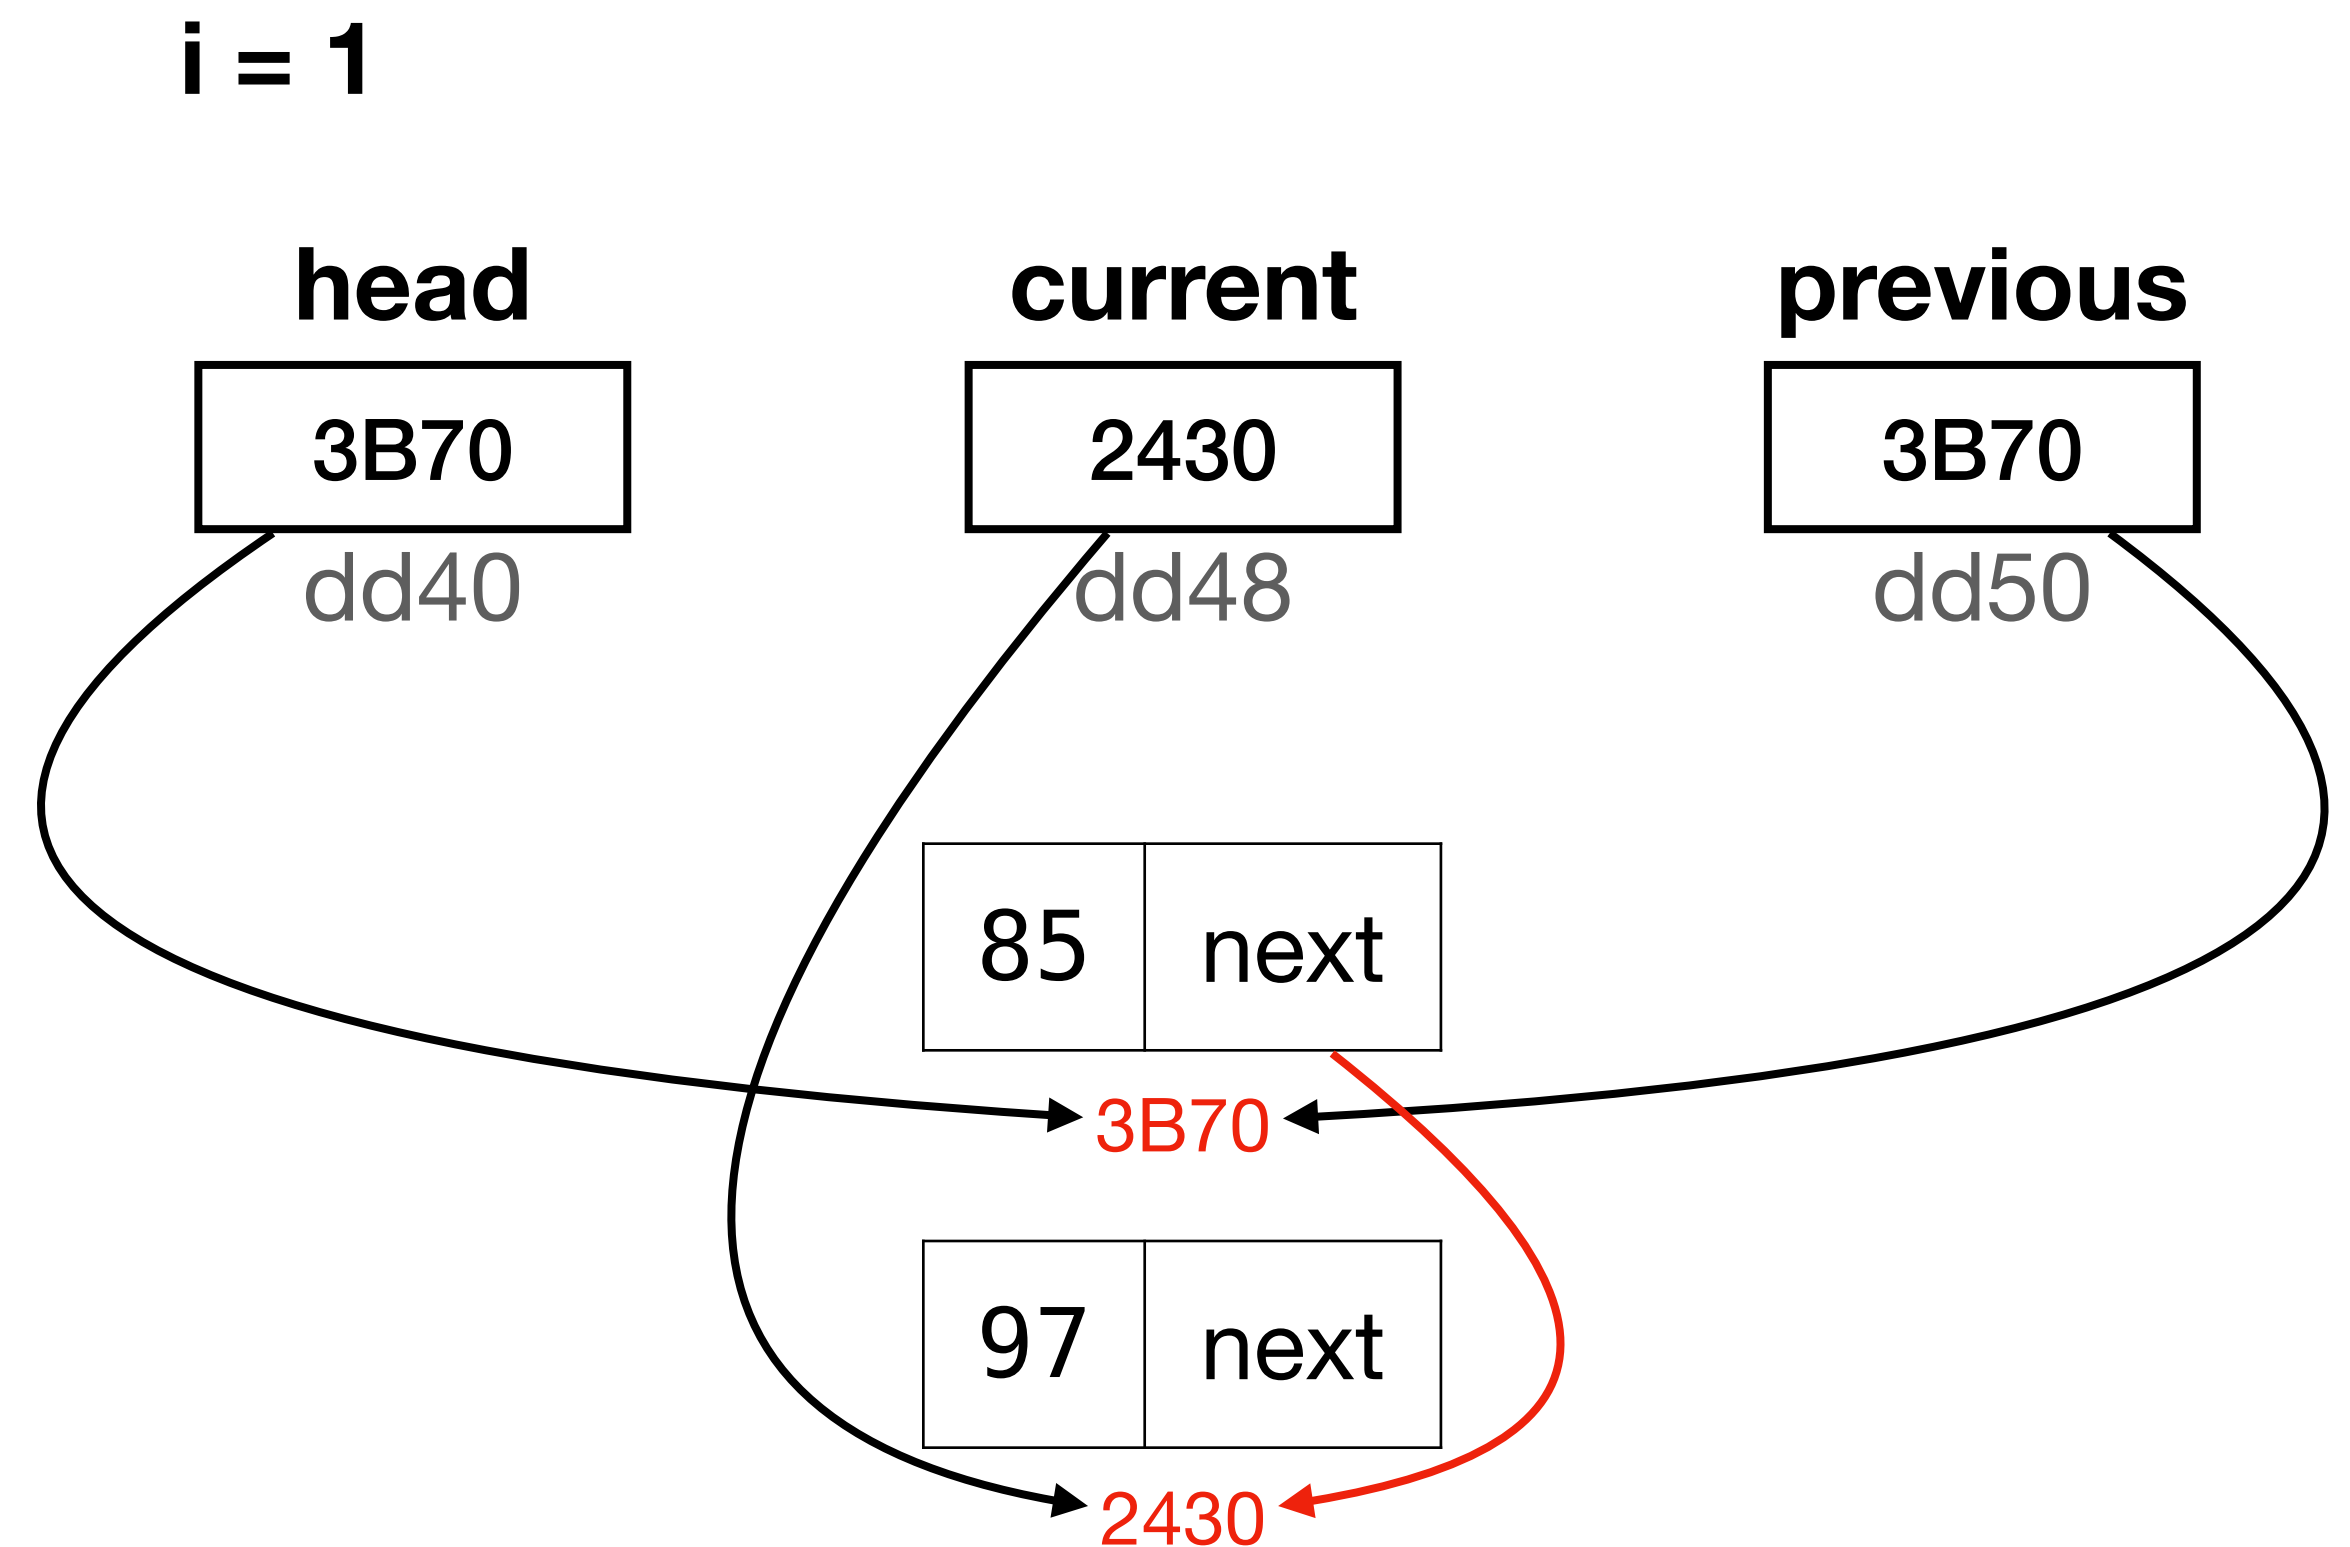 i = 1
head current previous
3B70 2430 3B70
dd40 dd48 dd50
85 next
3B70
97 next
2430